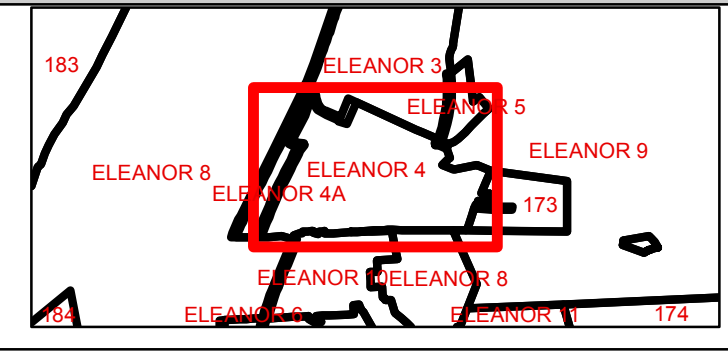 183
ELEANOR 3
ELEANOR 5
ELEANOR 9
ELEANOR 8
ELEANOR 4
ELEANOR 4A
173
ELEANOR 10
ELEANOR 8
184
ELEANOR 6
ELEANOR 11
174